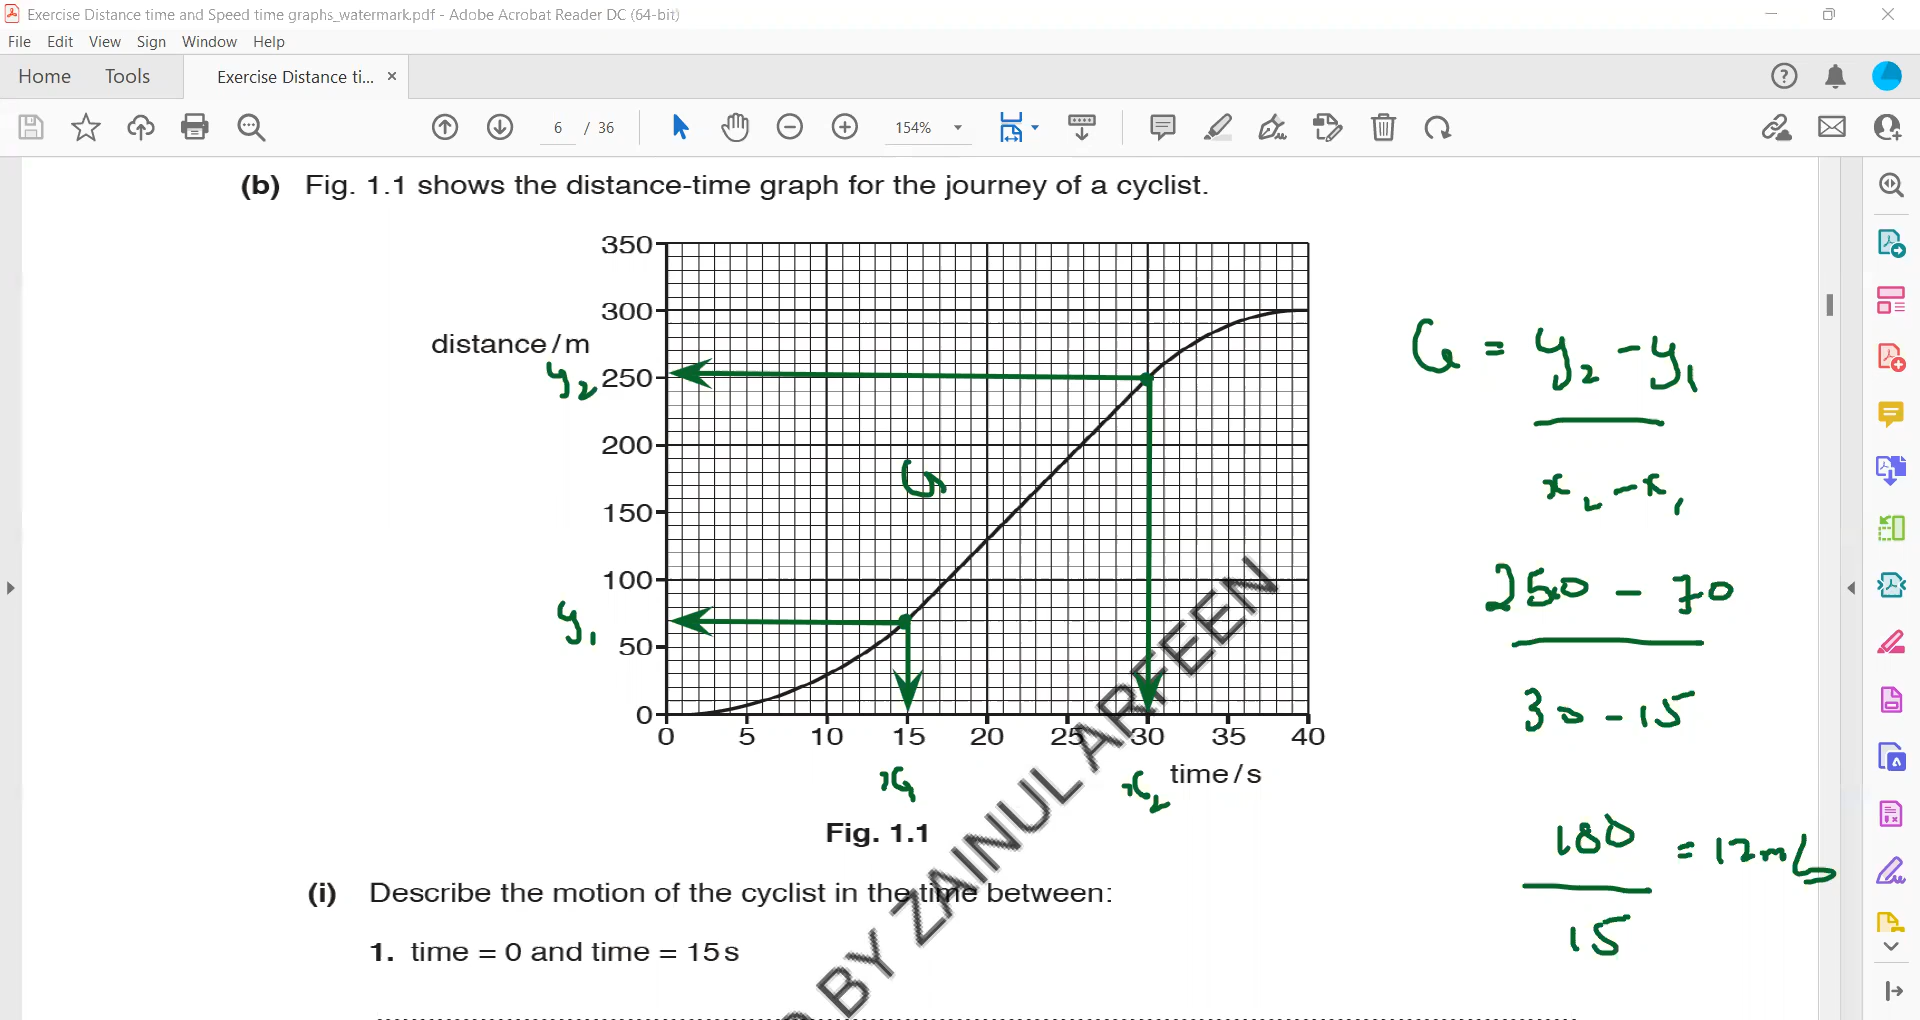 Exercise Distance time and Speed time graphs_watermark.pdf - Adobe Acrobat Reader DC (64-bit)
File Edit View Sign Window Help
Home Tools Exercise Distance ti... ×
6 / 36 154%
(b) Fig. 1.1 shows the distance-time graph for the journey of a cyclist.
350
300
distance / m
250
y₂
200
150
100
y₁
50
0
G
0 5 10 15 20 25 30 35 40
x₁ x₂ time / s
Fig. 1.1
G = y₂ - y₁
x₂ - x₁
250 - 70
30 - 15
180 = 12 m/s
15
(i) Describe the motion of the cyclist in the time between:
1. time = 0 and time = 15 s
BY ZAINUL ARFEEN